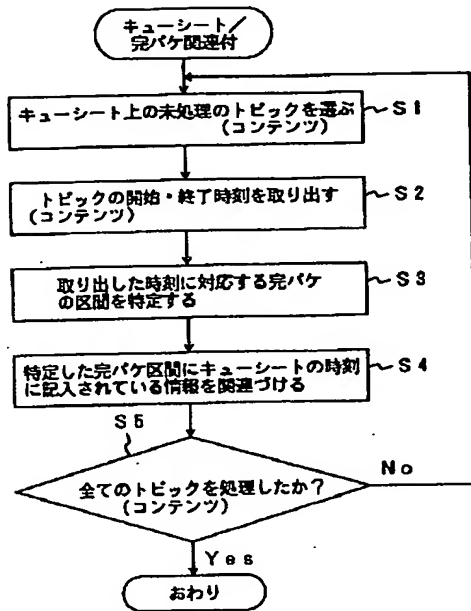 キューシート／
完パケ関連付
キューシート上の未処理のトピックを選ぶ
(コンテンツ)
S1
トピックの開始・終了時刻を取り出す
(コンテンツ)
S2
取り出した時刻に対応する完パケ
の区間を特定する
S3
特定した完パケ区間にキューシートの時刻
に記入されている情報を関連づける
S4
S5
全てのトピックを処理したか？
(コンテンツ)
No
Yes
おわり